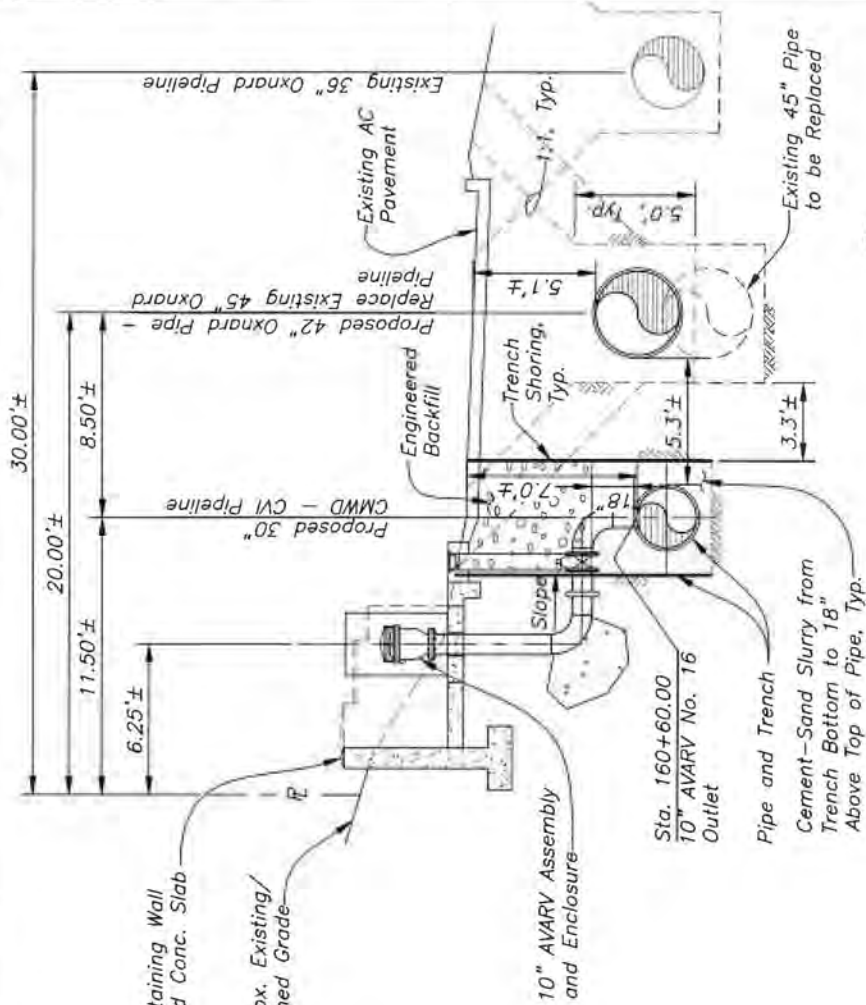 30.00'±
20.00'±
11.50'±
8.50'±
6.25'±
Existing 36" Oxnard Pipeline
Proposed 42" Oxnard Pipe –
Replace Existing 45" Oxnard
Pipeline
Proposed 30"
CMWD – CVI Pipeline
Existing AC
Pavement
Engineered
Backfill
Trench
Shoring,
Typ.
1:1, Typ.
5.0', Typ.
5.1'±
7.0'±
18"
5.3'±
3.3'±
Existing 45" Pipe
to be Replaced
Slope
PL
taining Wall
d Conc. Slab
ox. Existing/
hed Grade
10" AVARV Assembly
and Enclosure
Sta. 160+60.00
10" AVARV No. 16
Outlet
Pipe and Trench
Cement-Sand Slurry from
Trench Bottom to 18"
Above Top of Pipe, Typ.